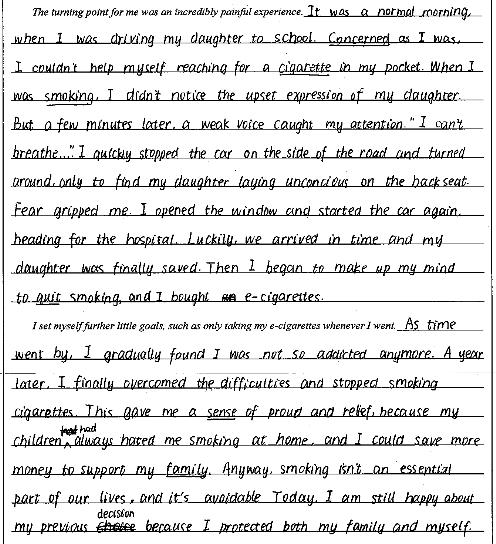 The turning point for me was an incredibly painful experience. It was a normal morning,
when I was driving my daughter to school. Concerned as I was,
I couldn't help myself reaching for a cigarette in my pocket. When I
was smoking, I didn't notice the upset expression of my daughter.
But a few minutes later, a weak voice caught my attention." I can't
breathe..." I quickly stopped the car on the side of the road and turned
around, only to find my daughter laying unconcious on the back seat.
Fear gripped me. I opened the window and started the car again,
heading for the hospital. Luckily, we arrived in time and my
daughter was finally saved. Then I began to make up my mind
to quit smoking, and I bought e-cigarettes.
I set myself further little goals, such as only taking my e-cigarettes whenever I went. As time
went by, I gradually found I was not so addicted anymore. A year
later, I finally overcomed the difficulties and stopped smoking
cigarettes. This gave me a sense of proud and relief, because my
children had always hated me smoking at home, and I could save more
money to support my family. Anyway, smoking isn't an essential
part of our lives, and it's avoidable Today, I am still happy about
my previous decision because I protected both my family and myself.